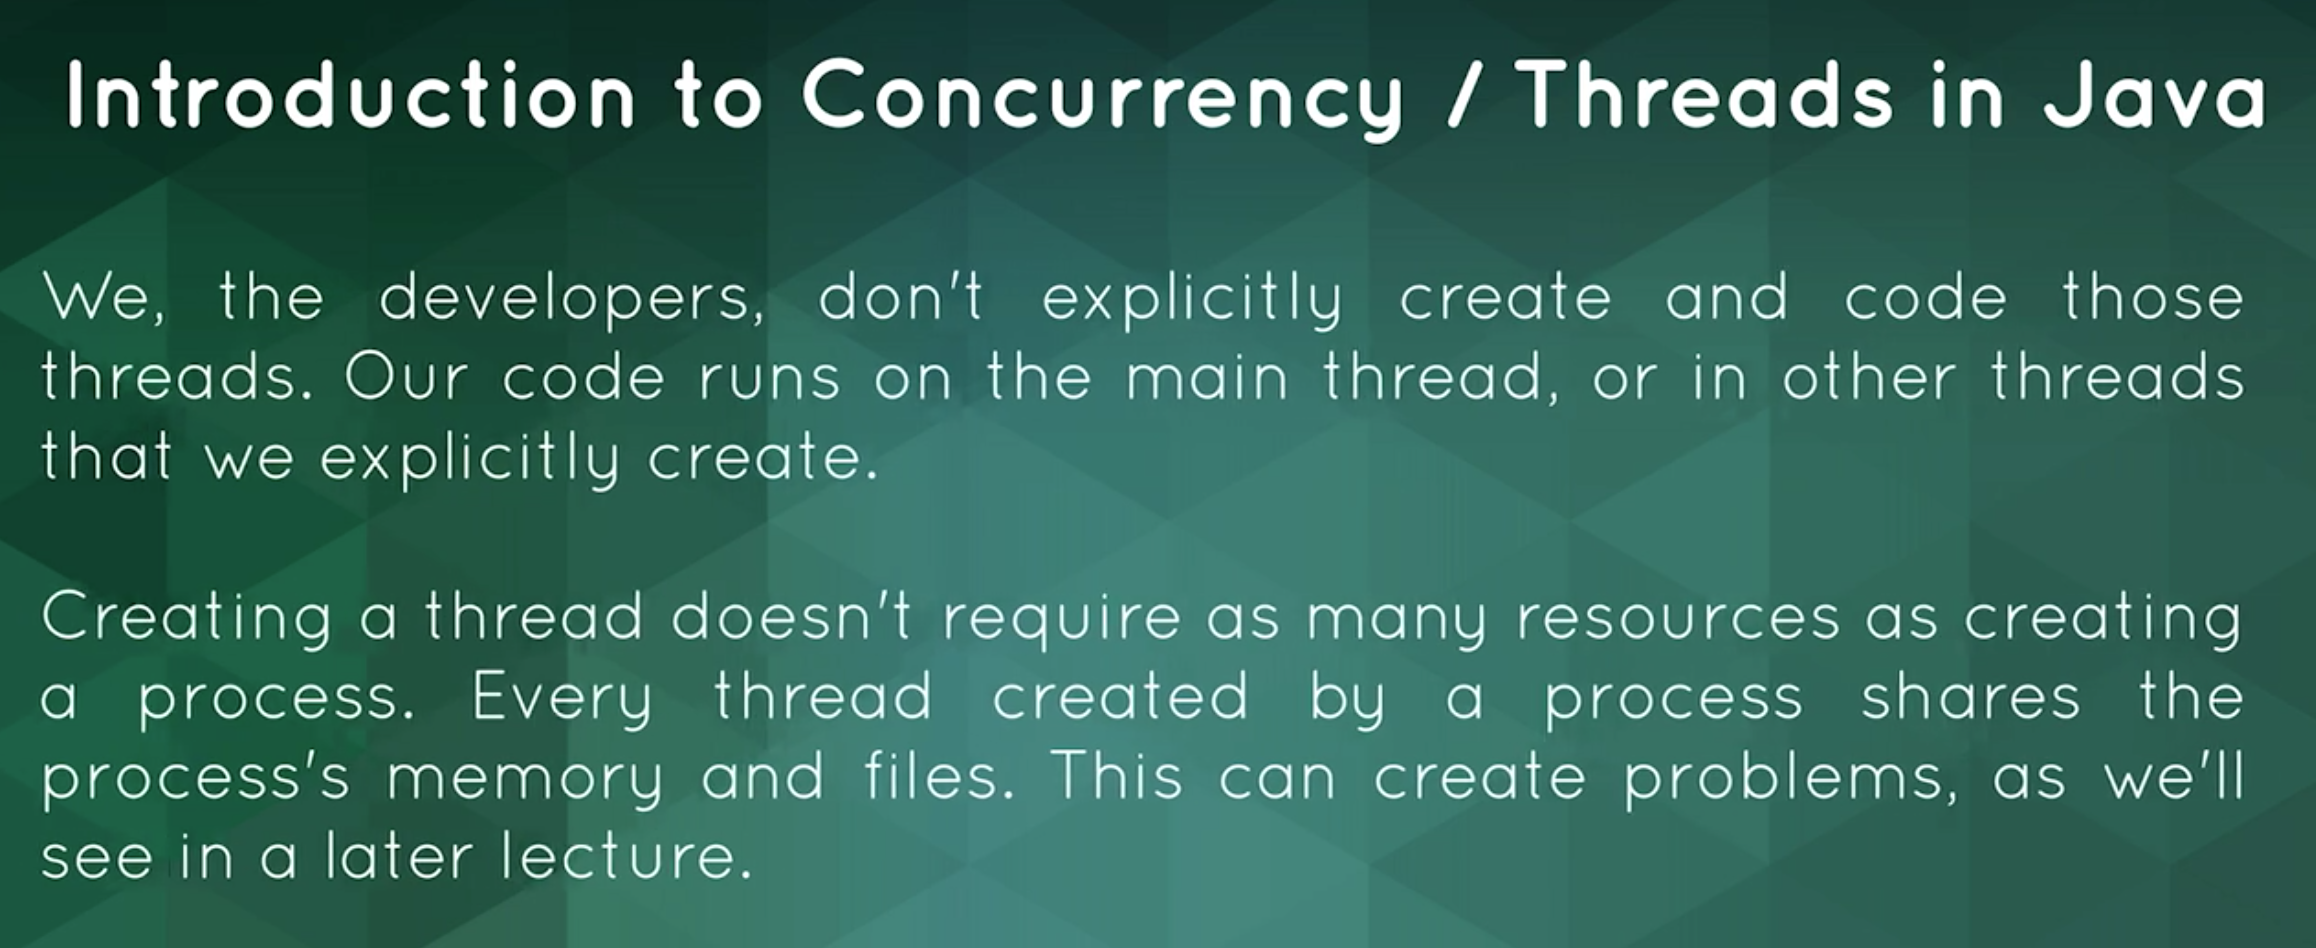 Introduction to Concurrency / Threads in Java
We, the developers, don't explicitly create and code those
threads. Our code runs on the main thread, or in other threads
that we explicitly create.
Creating a thread doesn't require as many resources as creating
a process. Every thread created by a process shares the
process's memory and files. This can create problems, as we'll
see in a later lecture.